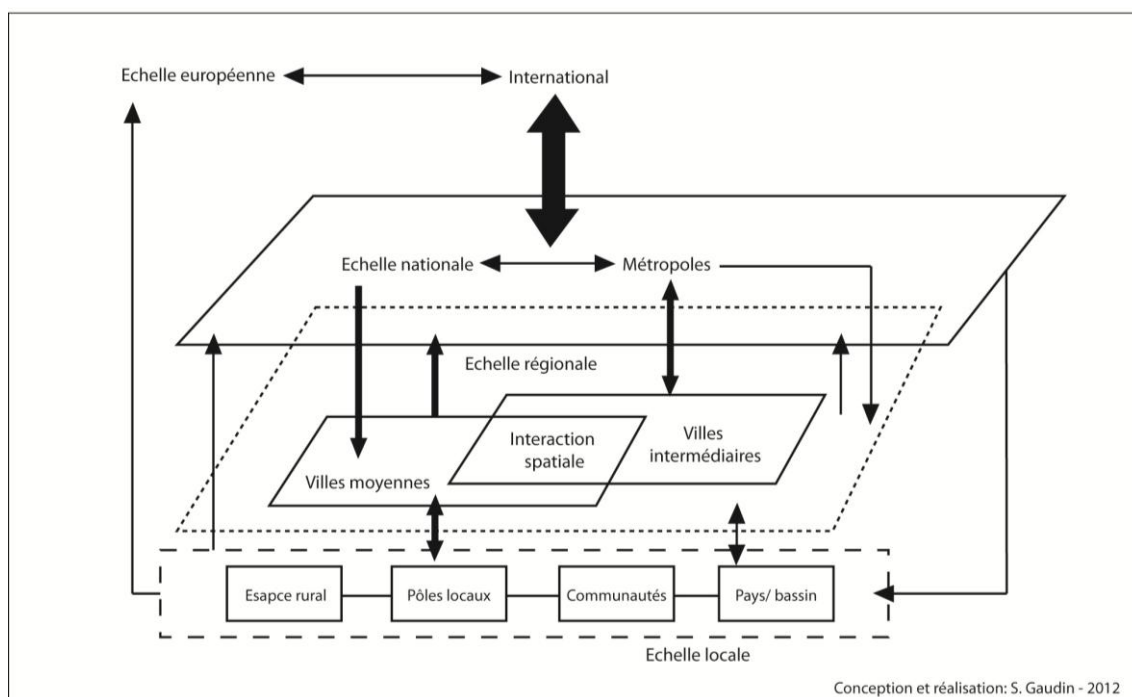 Echelle européenne
International
Echelle nationale
Métropoles
Echelle régionale
Interaction
spatiale
Villes
intermédiaires
Villes moyennes
Esapce rural
Pôles locaux
Communautés
Pays/ bassin
Echelle locale
Conception et réalisation: S. Gaudin - 2012